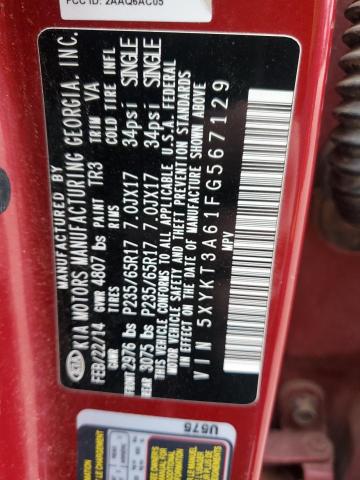 FCC ID: 2AAQ6AC05
MANUFACTURED BY
KIA KIA MOTORS MANUFACTURING GEORGIA, INC.
FEB/22/14 GVWR 4807 lbs PAINT TR3 TRIM VA
GAWR TIRES RIMS COLD TIRE INFL
FRONT 2976 lbs P235/65R17 7.0JX17 34psi SINGLE
REAR 3075 lbs P235/65R17 7.0JX17 34psi SINGLE
THIS VEHICLE CONFORMS TO ALL APPLICABLE U.S.A. FEDERAL
MOTOR VEHICLE SAFETY AND THEFT PREVENTION STANDARDS
IN EFFECT ON THE DATE OF MANUFACTURE SHOWN ABOVE
VIN 5XYKT3A61FG567129
MPV
U575